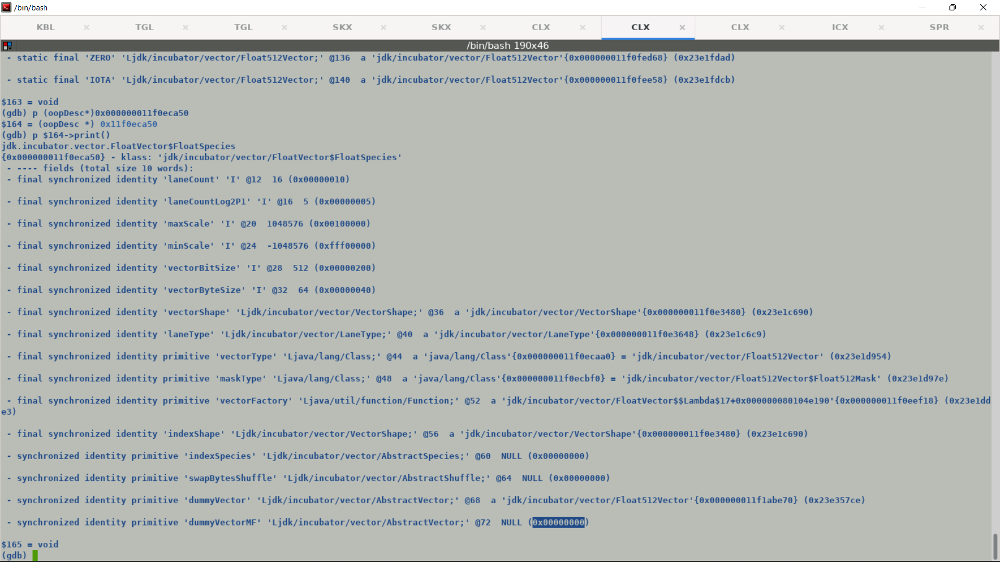 /bin/bash
KBL × TGL × TGL × SKX × SKX × CLX × CLX × CLX × ICX × SPR ×
/bin/bash 190x46
- static final 'ZERO' 'Ljdk/incubator/vector/Float512Vector;' @136  a 'jdk/incubator/vector/Float512Vector'{0x000000011f0fed68} (0x23e1fdad)
- static final 'IOTA' 'Ljdk/incubator/vector/Float512Vector;' @140  a 'jdk/incubator/vector/Float512Vector'{0x000000011f0fee58} (0x23e1fdcb)
$163 = void
(gdb) p (oopDesc*)0x000000011f0eca50
$164 = (oopDesc *) 0x11f0eca50
(gdb) p $164->print()
jdk.incubator.vector.FloatVector$FloatSpecies
{0x000000011f0eca50} - klass: 'jdk/incubator/vector/FloatVector$FloatSpecies'
- ---- fields (total size 10 words):
- final synchronized identity 'laneCount' 'I' @12  16 (0x00000010)
- final synchronized identity 'laneCountLog2P1' 'I' @16  5 (0x00000005)
- final synchronized identity 'maxScale' 'I' @20  1048576 (0x00100000)
- final synchronized identity 'minScale' 'I' @24  -1048576 (0xfff00000)
- final synchronized identity 'vectorBitSize' 'I' @28  512 (0x00000200)
- final synchronized identity 'vectorByteSize' 'I' @32  64 (0x00000040)
- final synchronized identity 'vectorShape' 'Ljdk/incubator/vector/VectorShape;' @36  a 'jdk/incubator/vector/VectorShape'{0x000000011f0e3480} (0x23e1c690)
- final synchronized identity 'laneType' 'Ljdk/incubator/vector/LaneType;' @40  a 'jdk/incubator/vector/LaneType'{0x000000011f0e3648} (0x23e1c6c9)
- final synchronized identity primitive 'vectorType' 'Ljava/lang/Class;' @44  a 'java/lang/Class'{0x000000011f0ecaa0} = 'jdk/incubator/vector/Float512Vector' (0x23e1d954)
- final synchronized identity primitive 'maskType' 'Ljava/lang/Class;' @48  a 'java/lang/Class'{0x000000011f0ecbf0} = 'jdk/incubator/vector/Float512Vector$Float512Mask' (0x23e1d97e)
- final synchronized identity primitive 'vectorFactory' 'Ljava/util/function/Function;' @52  a 'jdk/incubator/vector/FloatVector$$Lambda$17+0x000000080104e190'{0x000000011f0eef18} (0x23e1dd
e3)
- final synchronized identity 'indexShape' 'Ljdk/incubator/vector/VectorShape;' @56  a 'jdk/incubator/vector/VectorShape'{0x000000011f0e3480} (0x23e1c690)
- synchronized identity primitive 'indexSpecies' 'Ljdk/incubator/vector/AbstractSpecies;' @60  NULL (0x00000000)
- synchronized identity primitive 'swapBytesShuffle' 'Ljdk/incubator/vector/AbstractShuffle;' @64  NULL (0x00000000)
- synchronized identity primitive 'dummyVector' 'Ljdk/incubator/vector/AbstractVector;' @68  a 'jdk/incubator/vector/Float512Vector'{0x000000011f1abe70} (0x23e357ce)
- synchronized identity primitive 'dummyVectorMF' 'Ljdk/incubator/vector/AbstractVector;' @72  NULL (0x00000000)
$165 = void
(gdb)